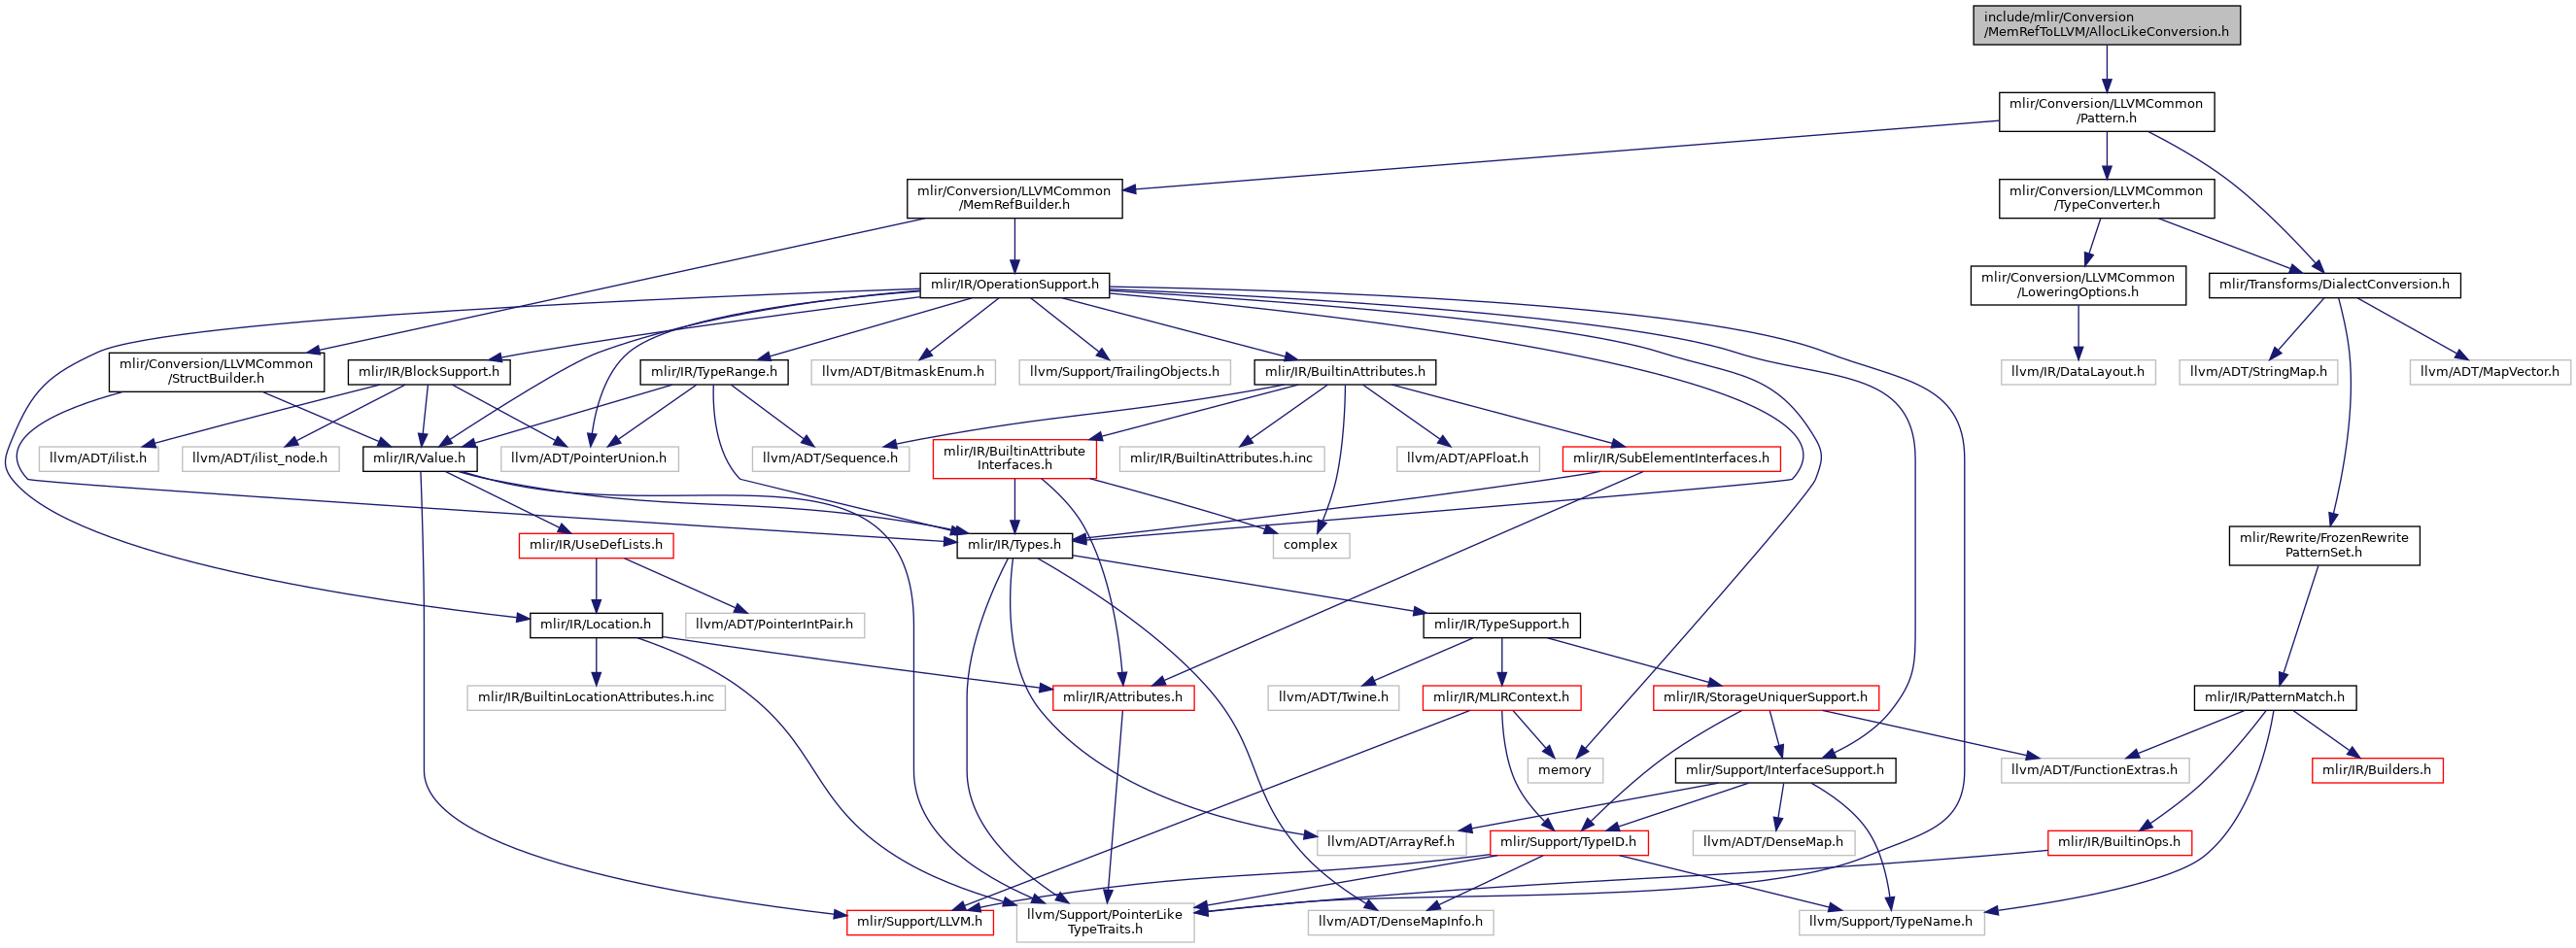 include/mlir/Conversion
/MemRefToLLVM/AllocLikeConversion.h
mlir/Conversion/LLVMCommon
/Pattern.h
mlir/Conversion/LLVMCommon
/MemRefBuilder.h
mlir/Conversion/LLVMCommon
/TypeConverter.h
mlir/IR/OperationSupport.h
mlir/Conversion/LLVMCommon
/LoweringOptions.h
mlir/Transforms/DialectConversion.h
mlir/Conversion/LLVMCommon
/StructBuilder.h
mlir/IR/BlockSupport.h
mlir/IR/TypeRange.h
llvm/ADT/BitmaskEnum.h
llvm/Support/TrailingObjects.h
mlir/IR/BuiltinAttributes.h
llvm/IR/DataLayout.h
llvm/ADT/StringMap.h
llvm/ADT/MapVector.h
llvm/ADT/ilist.h
llvm/ADT/ilist_node.h
mlir/IR/Value.h
llvm/ADT/PointerUnion.h
llvm/ADT/Sequence.h
mlir/IR/BuiltinAttribute
Interfaces.h
mlir/IR/BuiltinAttributes.h.inc
llvm/ADT/APFloat.h
mlir/IR/SubElementInterfaces.h
mlir/IR/UseDefLists.h
mlir/IR/Types.h
complex
mlir/Rewrite/FrozenRewrite
PatternSet.h
mlir/IR/Location.h
llvm/ADT/PointerIntPair.h
mlir/IR/TypeSupport.h
mlir/IR/BuiltinLocationAttributes.h.inc
mlir/IR/Attributes.h
llvm/ADT/Twine.h
mlir/IR/MLIRContext.h
mlir/IR/StorageUniquerSupport.h
mlir/IR/PatternMatch.h
memory
mlir/Support/InterfaceSupport.h
llvm/ADT/FunctionExtras.h
mlir/IR/Builders.h
llvm/ADT/ArrayRef.h
mlir/Support/TypeID.h
llvm/ADT/DenseMap.h
mlir/IR/BuiltinOps.h
mlir/Support/LLVM.h
llvm/Support/PointerLike
TypeTraits.h
llvm/ADT/DenseMapInfo.h
llvm/Support/TypeName.h